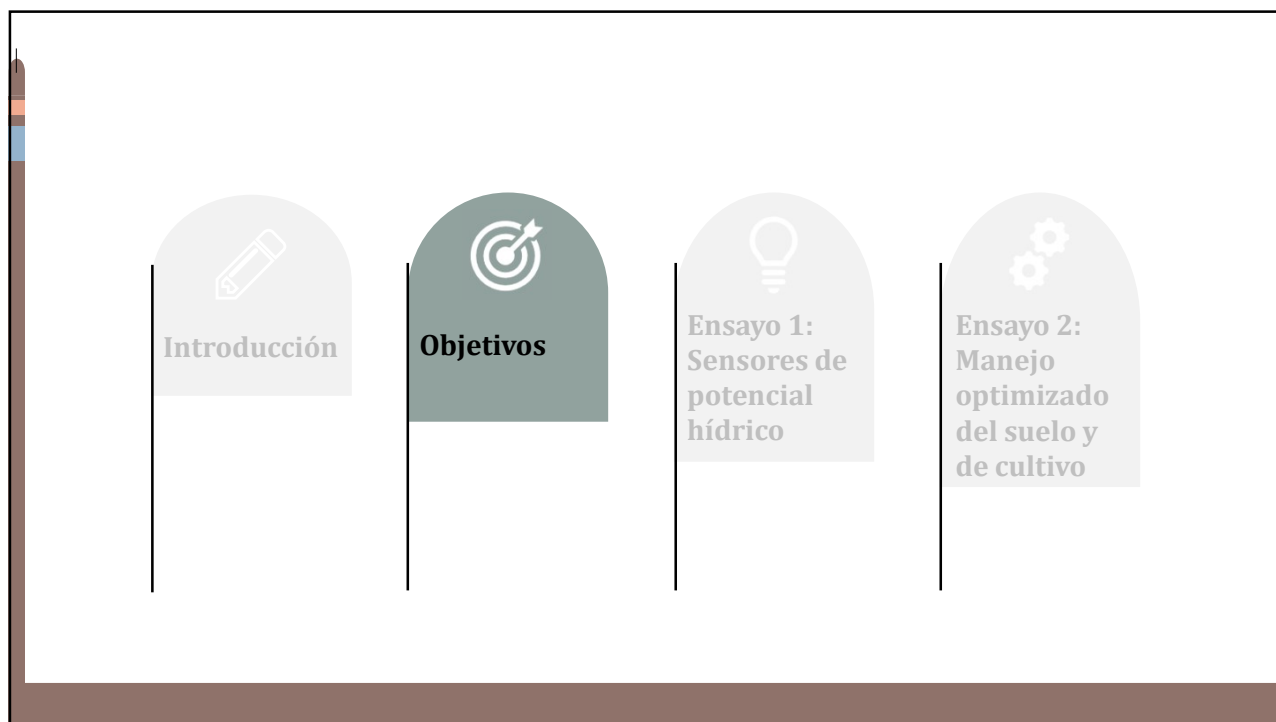 Introducción
Objetivos
Ensayo 1:
Sensores de
potencial
hídrico
Ensayo 2:
Manejo
optimizado
del suelo y
de cultivo